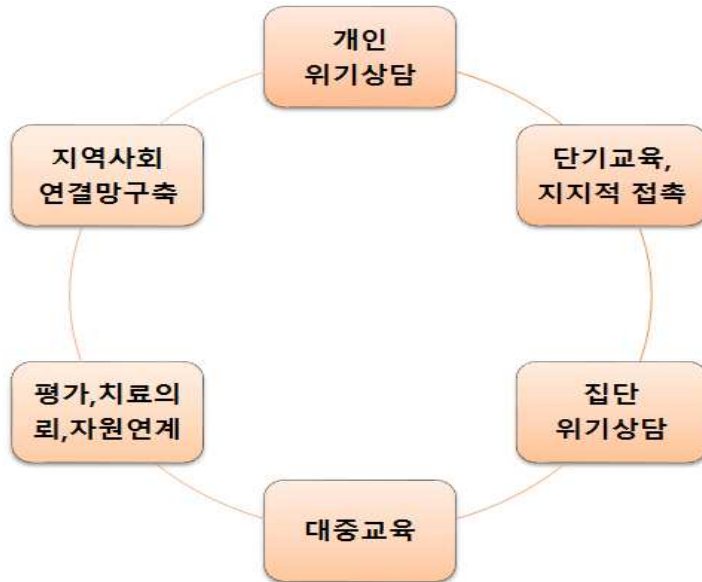 개인
위기상담
단기교육,
지지적 접촉
집단
위기상담
대중교육
평가,치료의
뢰,자원연계
지역사회
연결망구축